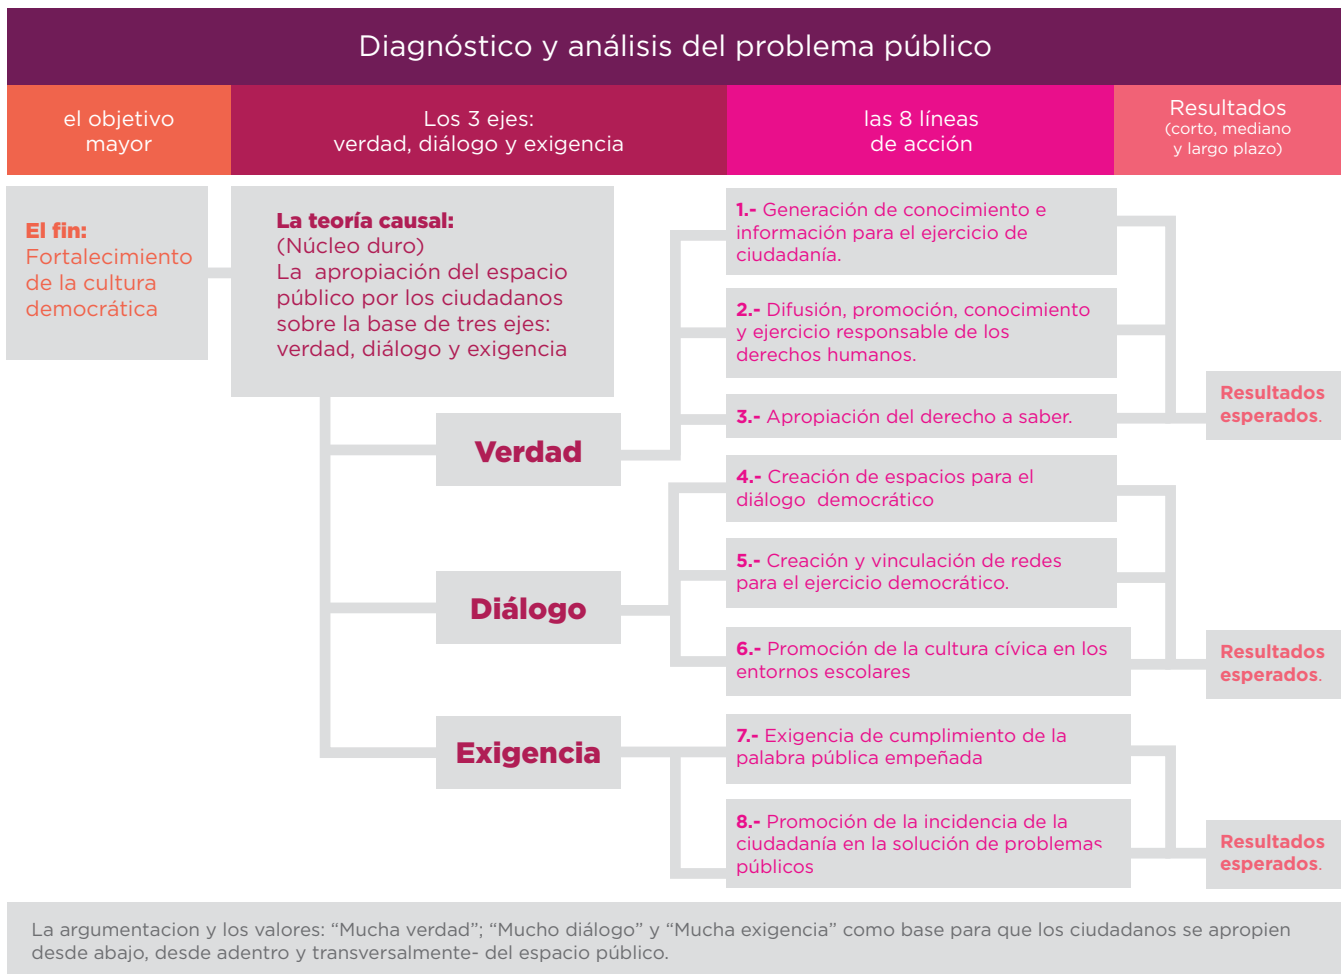 Diagnóstico y análisis del problema público
el objetivo
mayor
Los 3 ejes:
verdad, diálogo y exigencia
las 8 líneas
de acción
Resultados
(corto, mediano
y largo plazo)
El fin:
Fortalecimiento
de la cultura
democrática
La teoría causal:
(Núcleo duro)
La apropiación del espacio
público por los ciudadanos
sobre la base de tres ejes:
verdad, diálogo y exigencia
Verdad
1.- Generación de conocimiento e
información para el ejercicio de
ciudadanía.
2.- Difusión, promoción, conocimiento
y ejercicio responsable de los
derechos humanos.
3.- Apropiación del derecho a saber.
Resultados
esperados.
Diálogo
4.- Creación de espacios para el
diálogo democrático
5.- Creación y vinculación de redes
para el ejercicio democrático.
6.- Promoción de la cultura cívica en los
entornos escolares
Resultados
esperados.
Exigencia
7.- Exigencia de cumplimiento de la
palabra pública empeñada
8.- Promoción de la incidencia de la
ciudadanía en la solución de problemas
públicos
Resultados
esperados.
La argumentacion y los valores: “Mucha verdad”; “Mucho diálogo” y “Mucha exigencia” como base para que los ciudadanos se apropien
desde abajo, desde adentro y transversalmente- del espacio público.